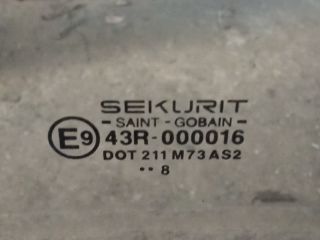 SEKURIT
- SAINT - GOBAIN -
E9 43R-000016
DOT 211 M73 AS2
·· 8